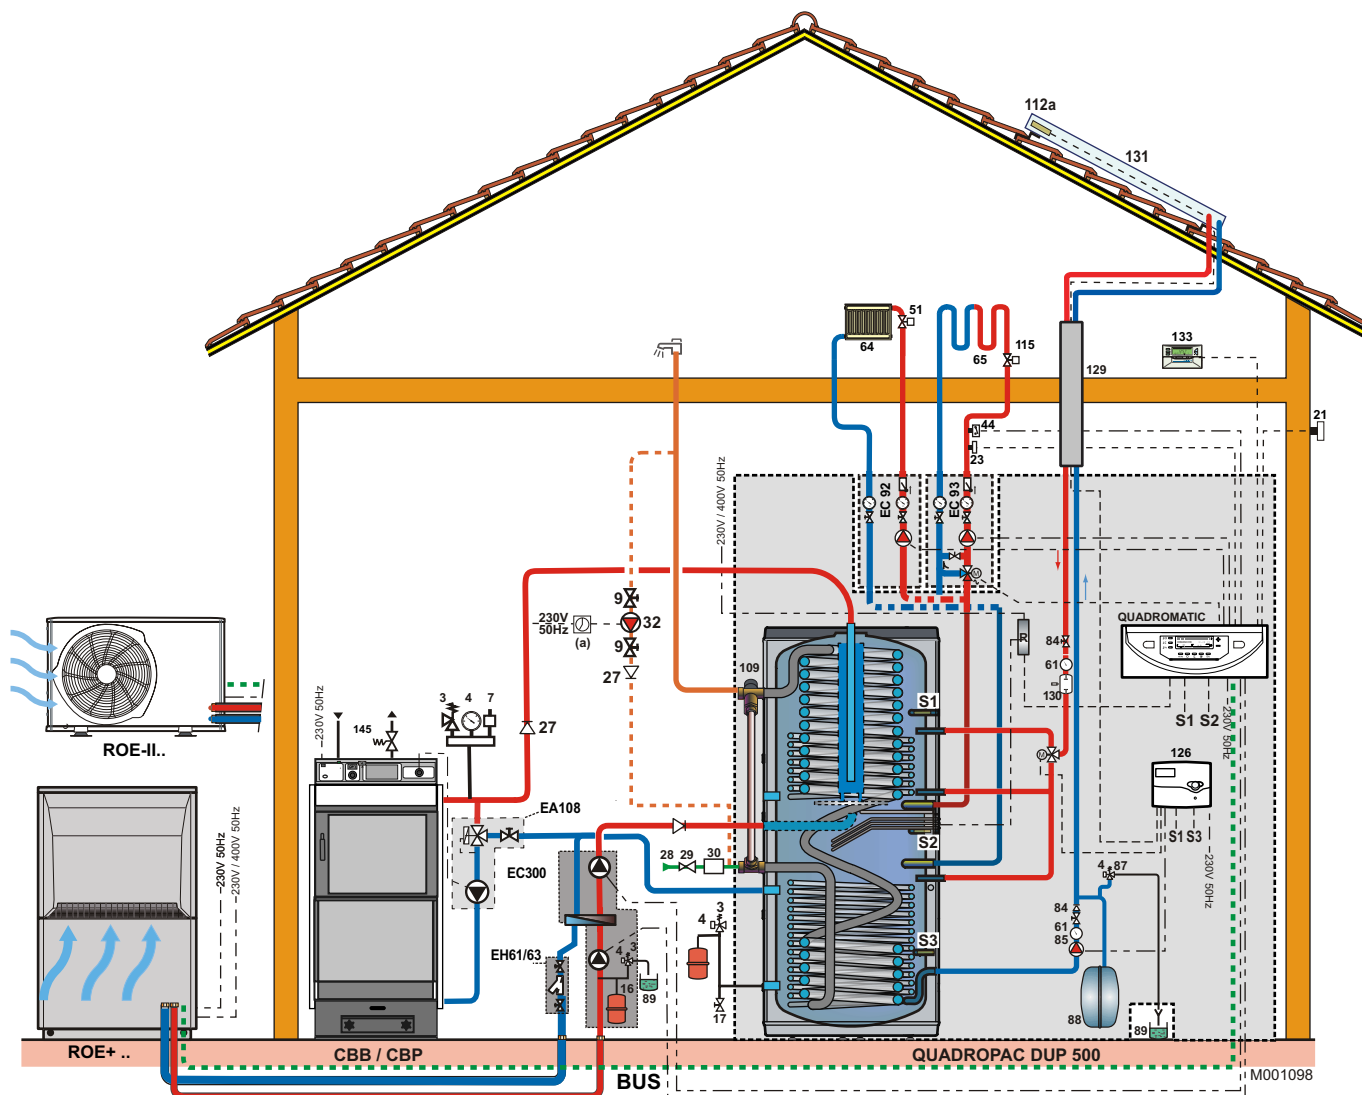 112a
131
51
133
64
65
115
129
21
44
23
230V / 400V 50Hz
EC 92
EC 93
M
QUADROMATIC
9
230V
50Hz
(a)
32
R
84
9
27
61
109
130
S1
S1
S2
230V 50Hz
ROE-II..
230V 50Hz
145
3
4
7
27
M
126
EA108
S1
S3
S2
230V 50Hz
230V 50Hz
230V / 400V 50Hz
28
29
30
4
87
EC300
3
4
84
61
85
S3
EH61/63
4
3
16
89
17
88
89
ROE+ ..
CBB / CBP
QUADROPAC DUP 500
BUS
M001098